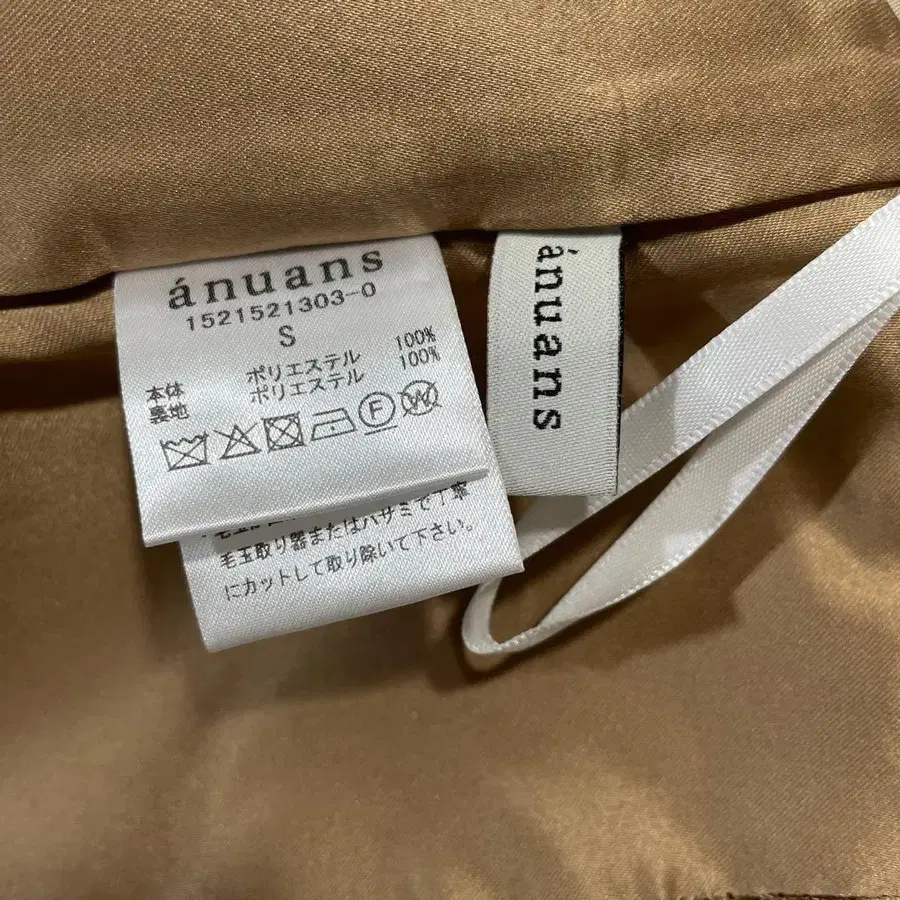 ánuans
1521521303-0
S
本体 ポリエステル 100%
裏地 ポリエステル 100%
F W
毛玉取り器またはハサミで丁寧
にカットして取り除いて下さい。
ánuans